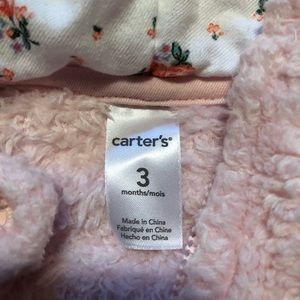 carter's®
3
months/mois
Made in China
Fabriqué en Chine
Hecho en China